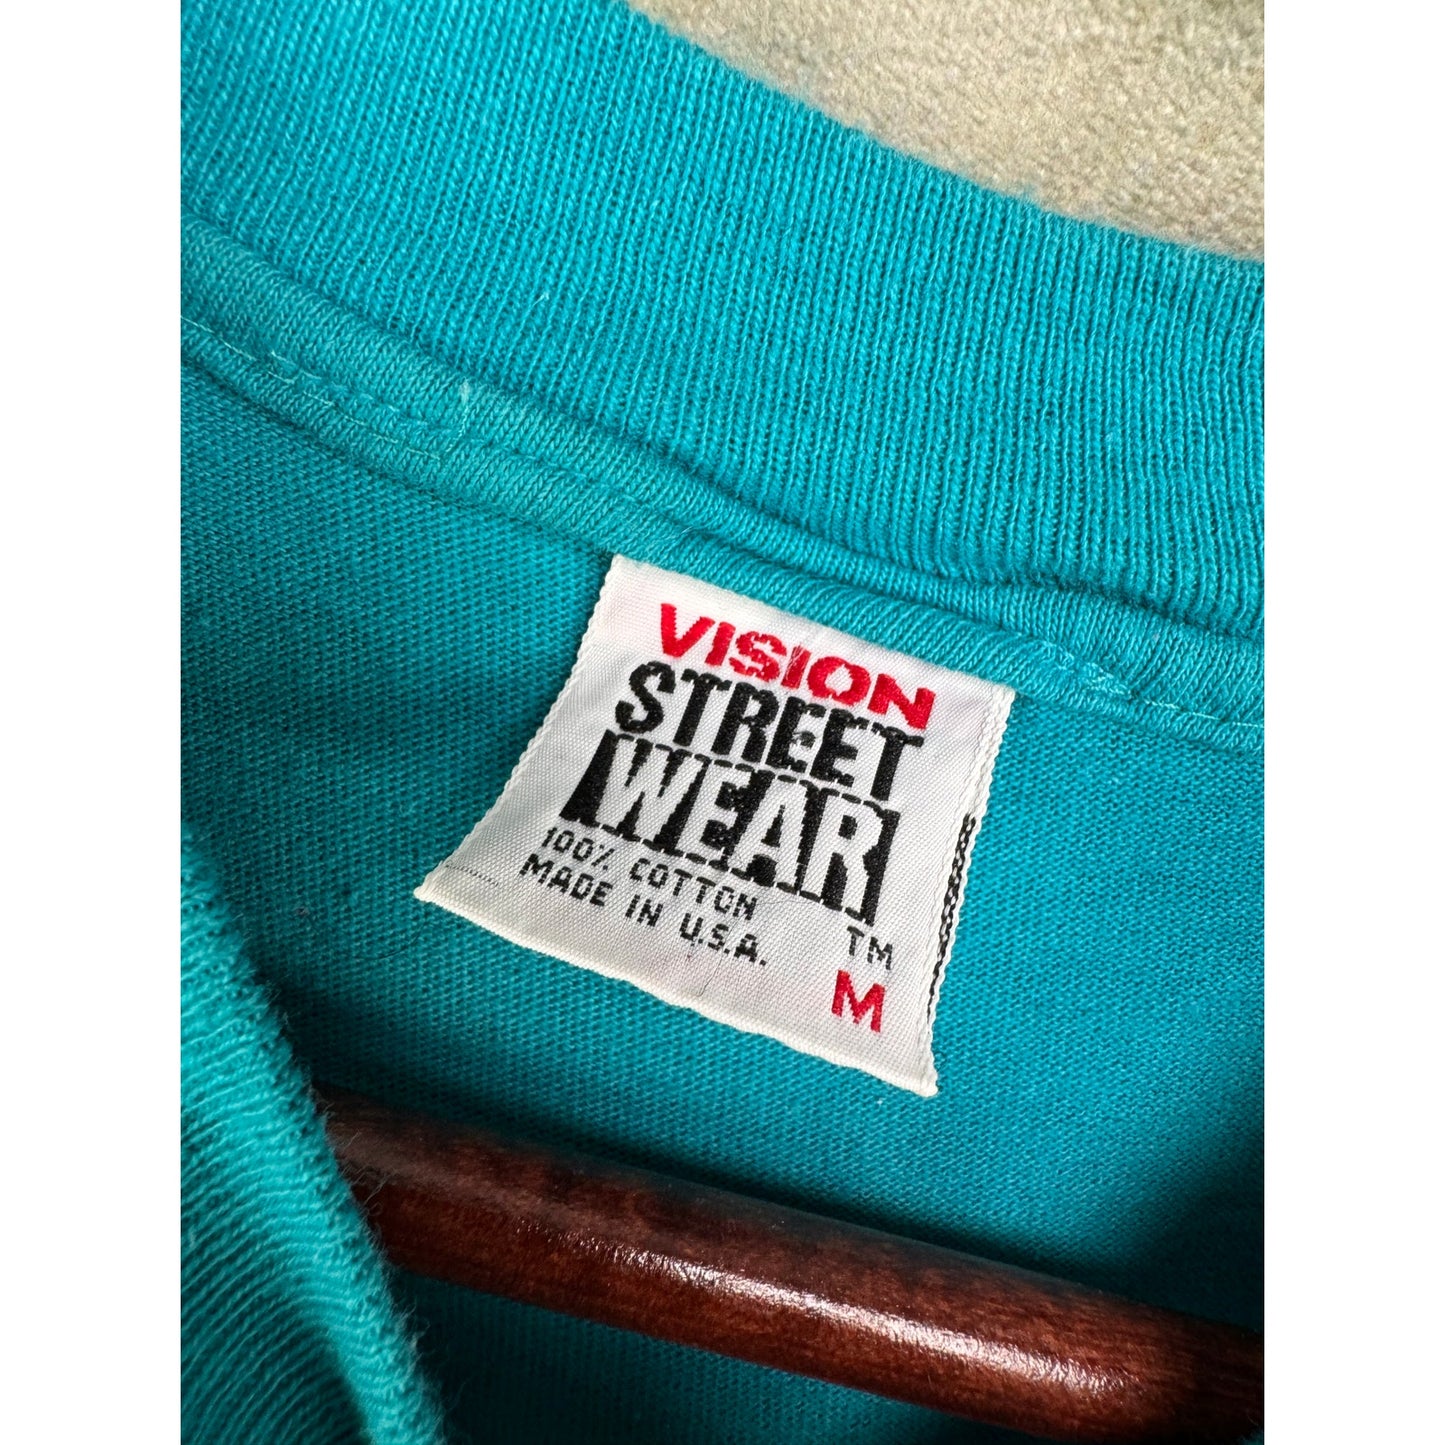 VISION
STREET
WEAR
100% COTTON
MADE IN U.S.A.
TM
M